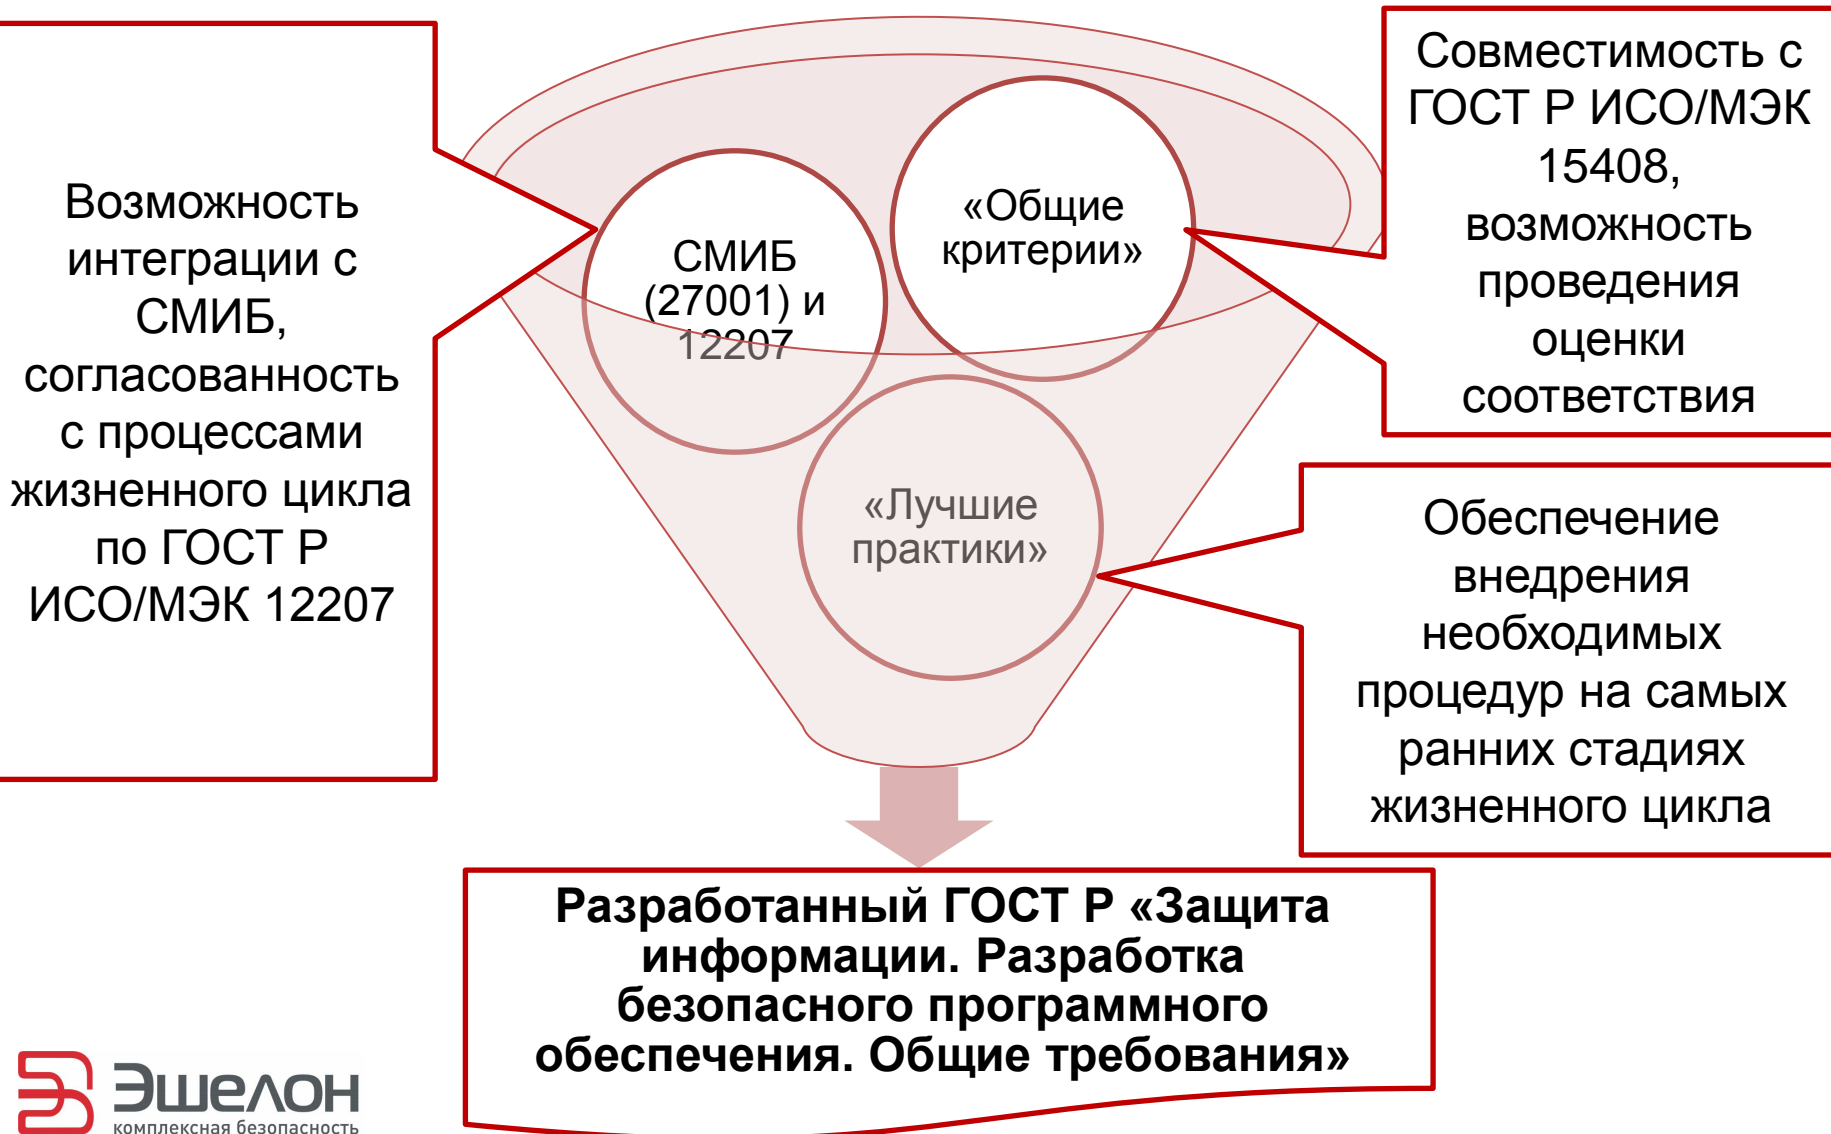 Возможность
интеграции с
СМИБ,
согласованность
с процессами
жизненного цикла
по ГОСТ Р
ИСО/МЭК 12207
СМИБ
(27001) и
12207
«Общие
критерии»
«Лучшие
практики»
Совместимость с
ГОСТ Р ИСО/МЭК
15408,
возможность
проведения
оценки
соответствия
Обеспечение
внедрения
необходимых
процедур на самых
ранних стадиях
жизненного цикла
Разработанный ГОСТ Р «Защита
информации. Разработка
безопасного программного
обеспечения. Общие требования»
Эшелон
комплексная безопасность